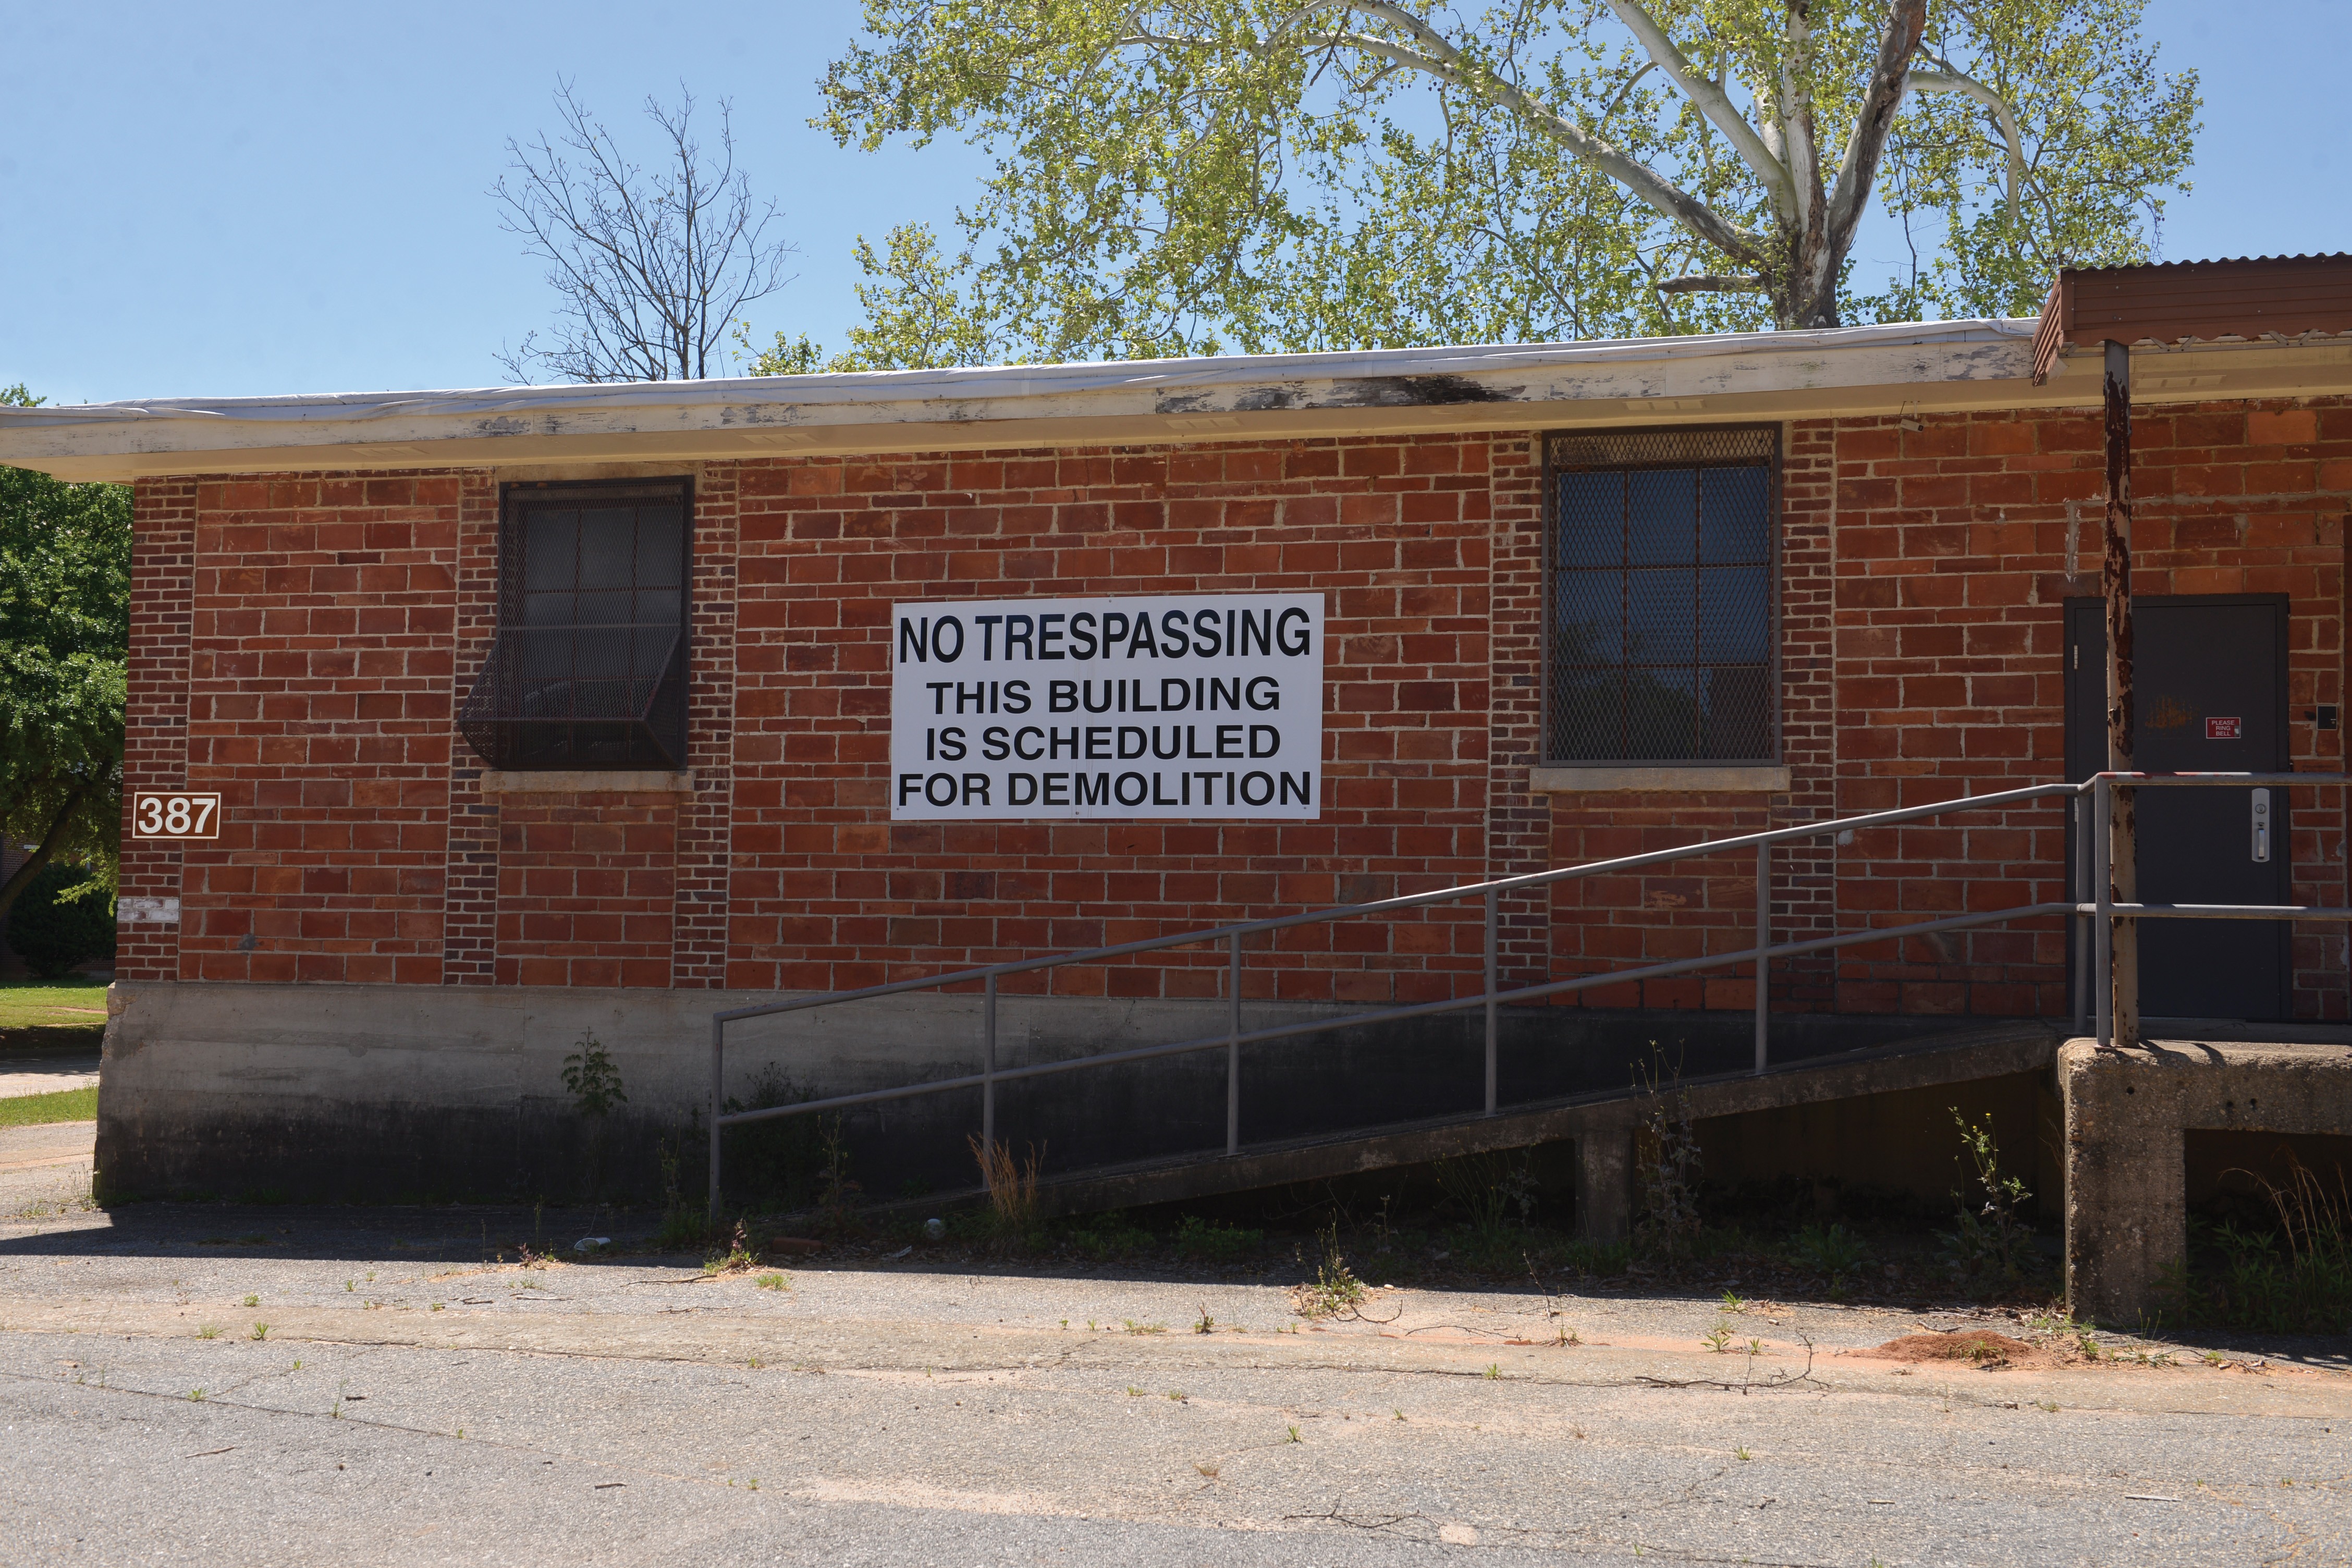 NO TRESPASSING
THIS BUILDING
IS SCHEDULED
FOR DEMOLITION
387
PLEASE
RING
BELL